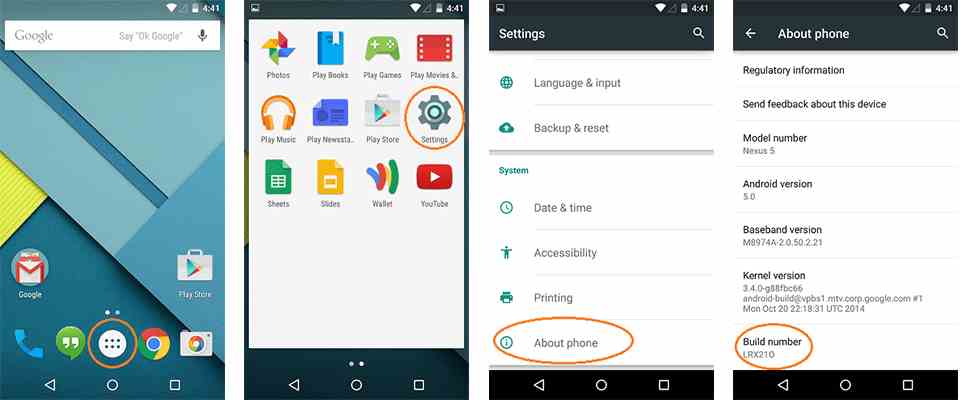 4:41
Google Say "Ok Google"
Google
Play Store
4:41
Photos Play Books Play Games Play Movies &..
Play Music Play Newssta.. Play Store Settings
Sheets Slides Wallet YouTube
4:41
Settings
Language & input
Backup & reset
System
Date & time
Accessibility
Printing
About phone
4:41
About phone
Regulatory information
Send feedback about this device
Model number
Nexus 5
Android version
5.0
Baseband version
M8974A-2.0.50.2.21
Kernel version
3.4.0-g88fbc66
android-build@vpbs1.mtv.corp.google.com #1
Mon Oct 20 22:18:31 UTC 2014
Build number
LRX21O